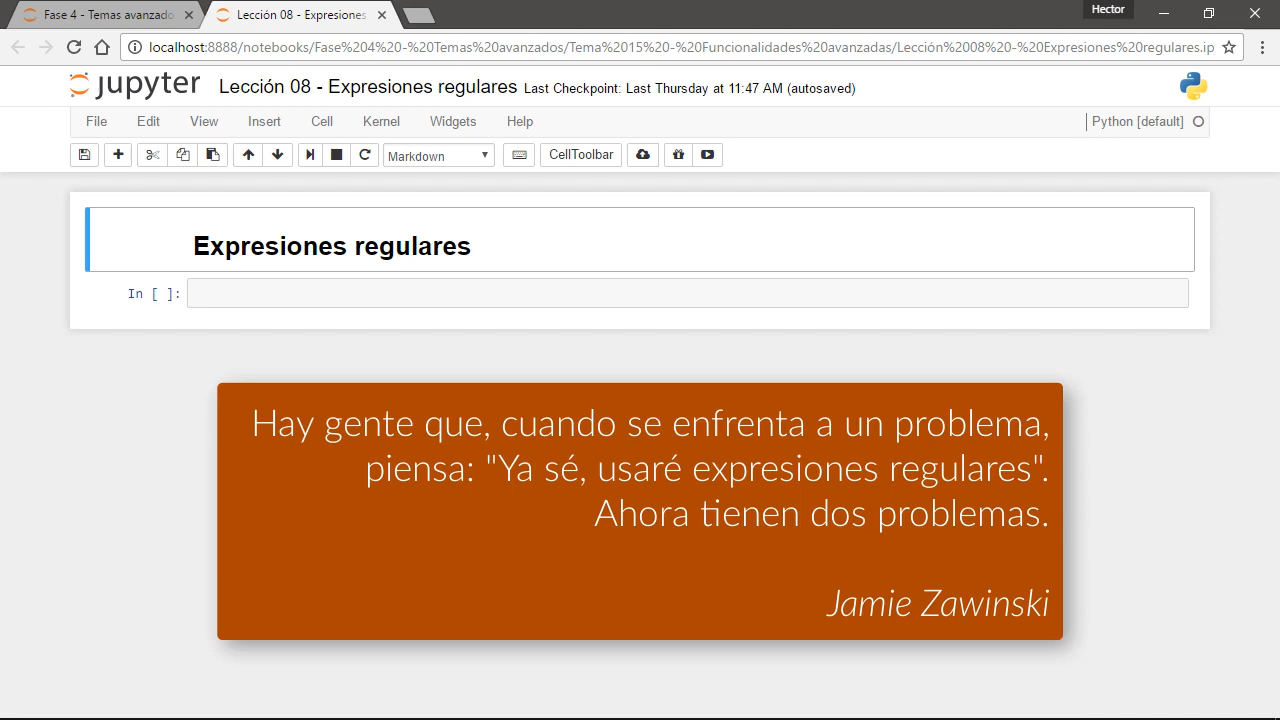 Fase 4 - Temas avanzado
Lección 08 - Expresiones
Hector
localhost:8888/notebooks/Fase%204%20-%20Temas%20avanzados/Tema%2015%20-%20Funcionalidades%20avanzadas/Lección%2008%20-%20Expresiones%20regulares.ip
jupyter
Lección 08 - Expresiones regulares Last Checkpoint: Last Thursday at 11:47 AM (autosaved)
File Edit View Insert Cell Kernel Widgets Help Python [default]
Markdown CellToolbar
Expresiones regulares
In [ ]:
Hay gente que, cuando se enfrenta a un problema,
piensa: "Ya sé, usaré expresiones regulares".
Ahora tienen dos problemas.
Jamie Zawinski